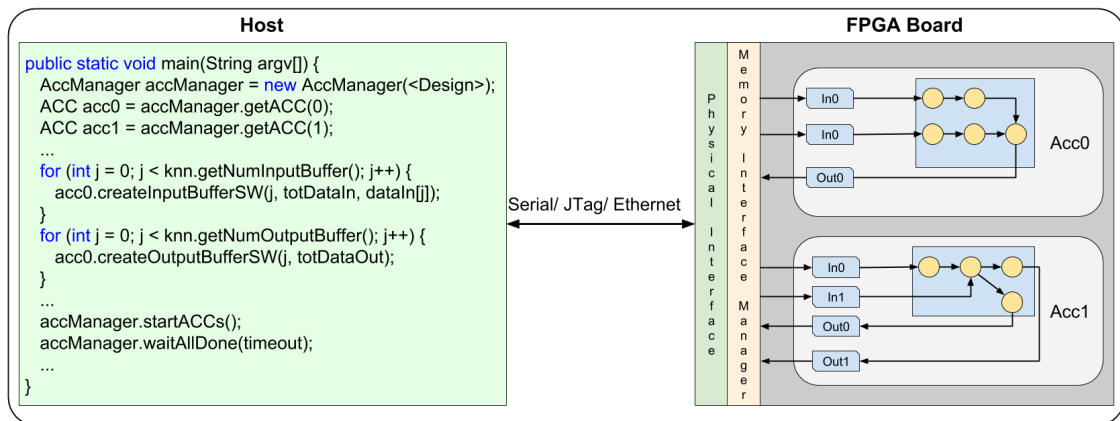 Host
public static void main(String argv[]) {
AccManager accManager = new AccManager(<Design>);
ACC acc0 = accManager.getACC(0);
ACC acc1 = accManager.getACC(1);
...
for (int j = 0; j < knn.getNumInputBuffer(); j++) {
acc0.createInputBufferSW(j, totDataIn, dataIn[j]);
}
for (int j = 0; j < knn.getNumOutputBuffer(); j++) {
acc0.createOutputBufferSW(j, totDataOut);
}
...
accManager.startACCs();
accManager.waitAllDone(timeout);
...
}
Serial/ JTag/ Ethernet
FPGA Board
Physical Interface
Memory Interface Manager
In0
In0
Out0
Acc0
In0
In1
Out0
Out1
Acc1